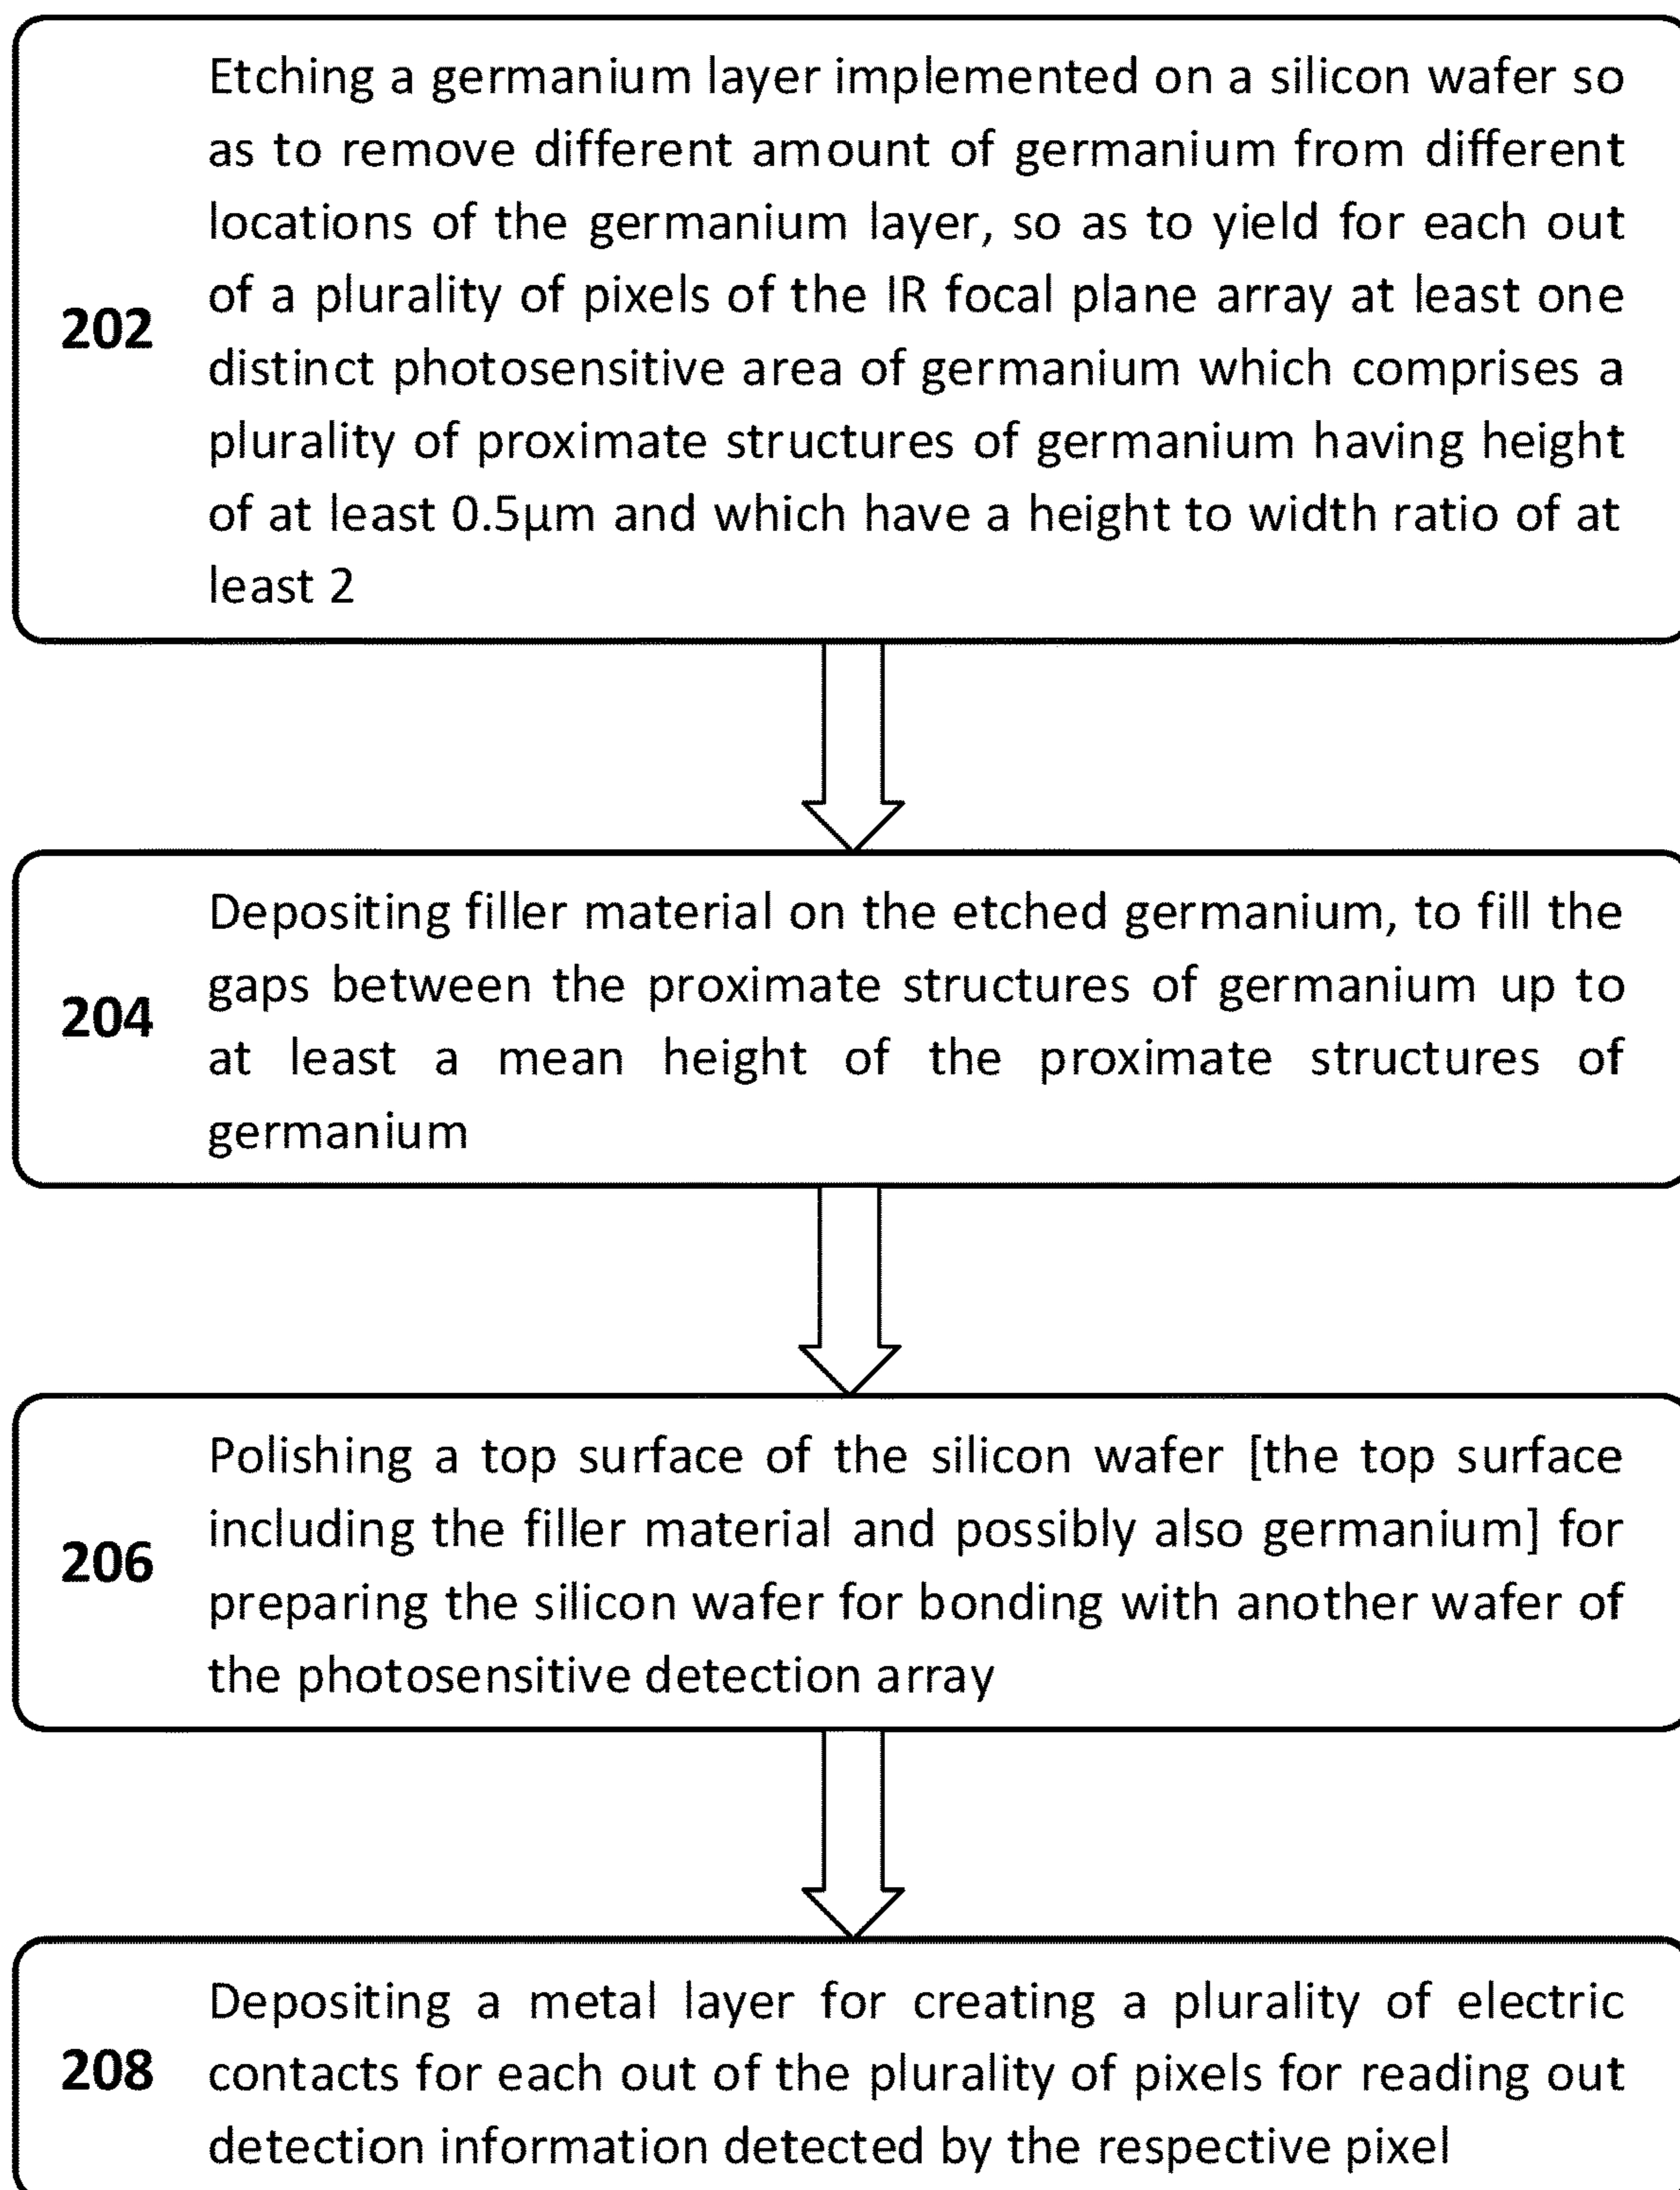 Etching a germanium layer implemented on a silicon wafer so
as to remove different amount of germanium from different
locations of the germanium layer, so as to yield for each out
of a plurality of pixels of the IR focal plane array at least one
202
distinct photosensitive area of germanium which comprises a
plurality of proximate structures of germanium having height
of at least 0.5µm and which have a height to width ratio of at
least 2
Depositing filler material on the etched germanium, to fill the
gaps between the proximate structures of germanium up to
204
at least a mean height of the proximate structures of
germanium
Polishing a top surface of the silicon wafer [the top surface
including the filler material and possibly also germanium] for
206
preparing the silicon wafer for bonding with another wafer of
the photosensitive detection array
Depositing a metal layer for creating a plurality of electric
208
contacts for each out of the plurality of pixels for reading out
detection information detected by the respective pixel